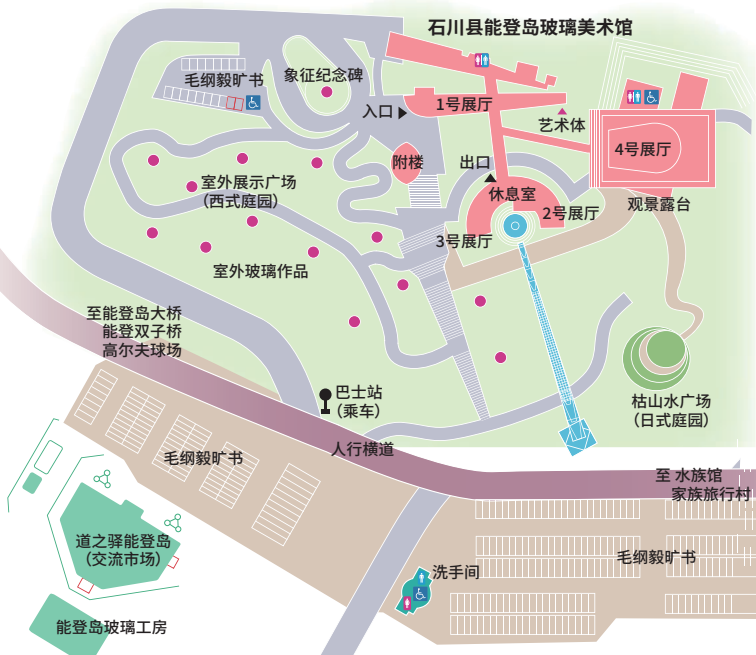 石川县能登岛玻璃美术馆
毛纲毅旷书
象征纪念碑
入口
1号展厅
艺术体
4号展厅
附楼
出口
休息室
2号展厅
3号展厅
观景露台
室外展示广场
（西式庭园）
室外玻璃作品
至能登岛大桥
能登双子桥
高尔夫球场
巴士站
（乘车）
枯山水广场
（日式庭园）
毛纲毅旷书
人行横道
至 水族馆
家族旅行村
道之驿能登岛
（交流市场）
毛纲毅旷书
洗手间
能登岛玻璃工房